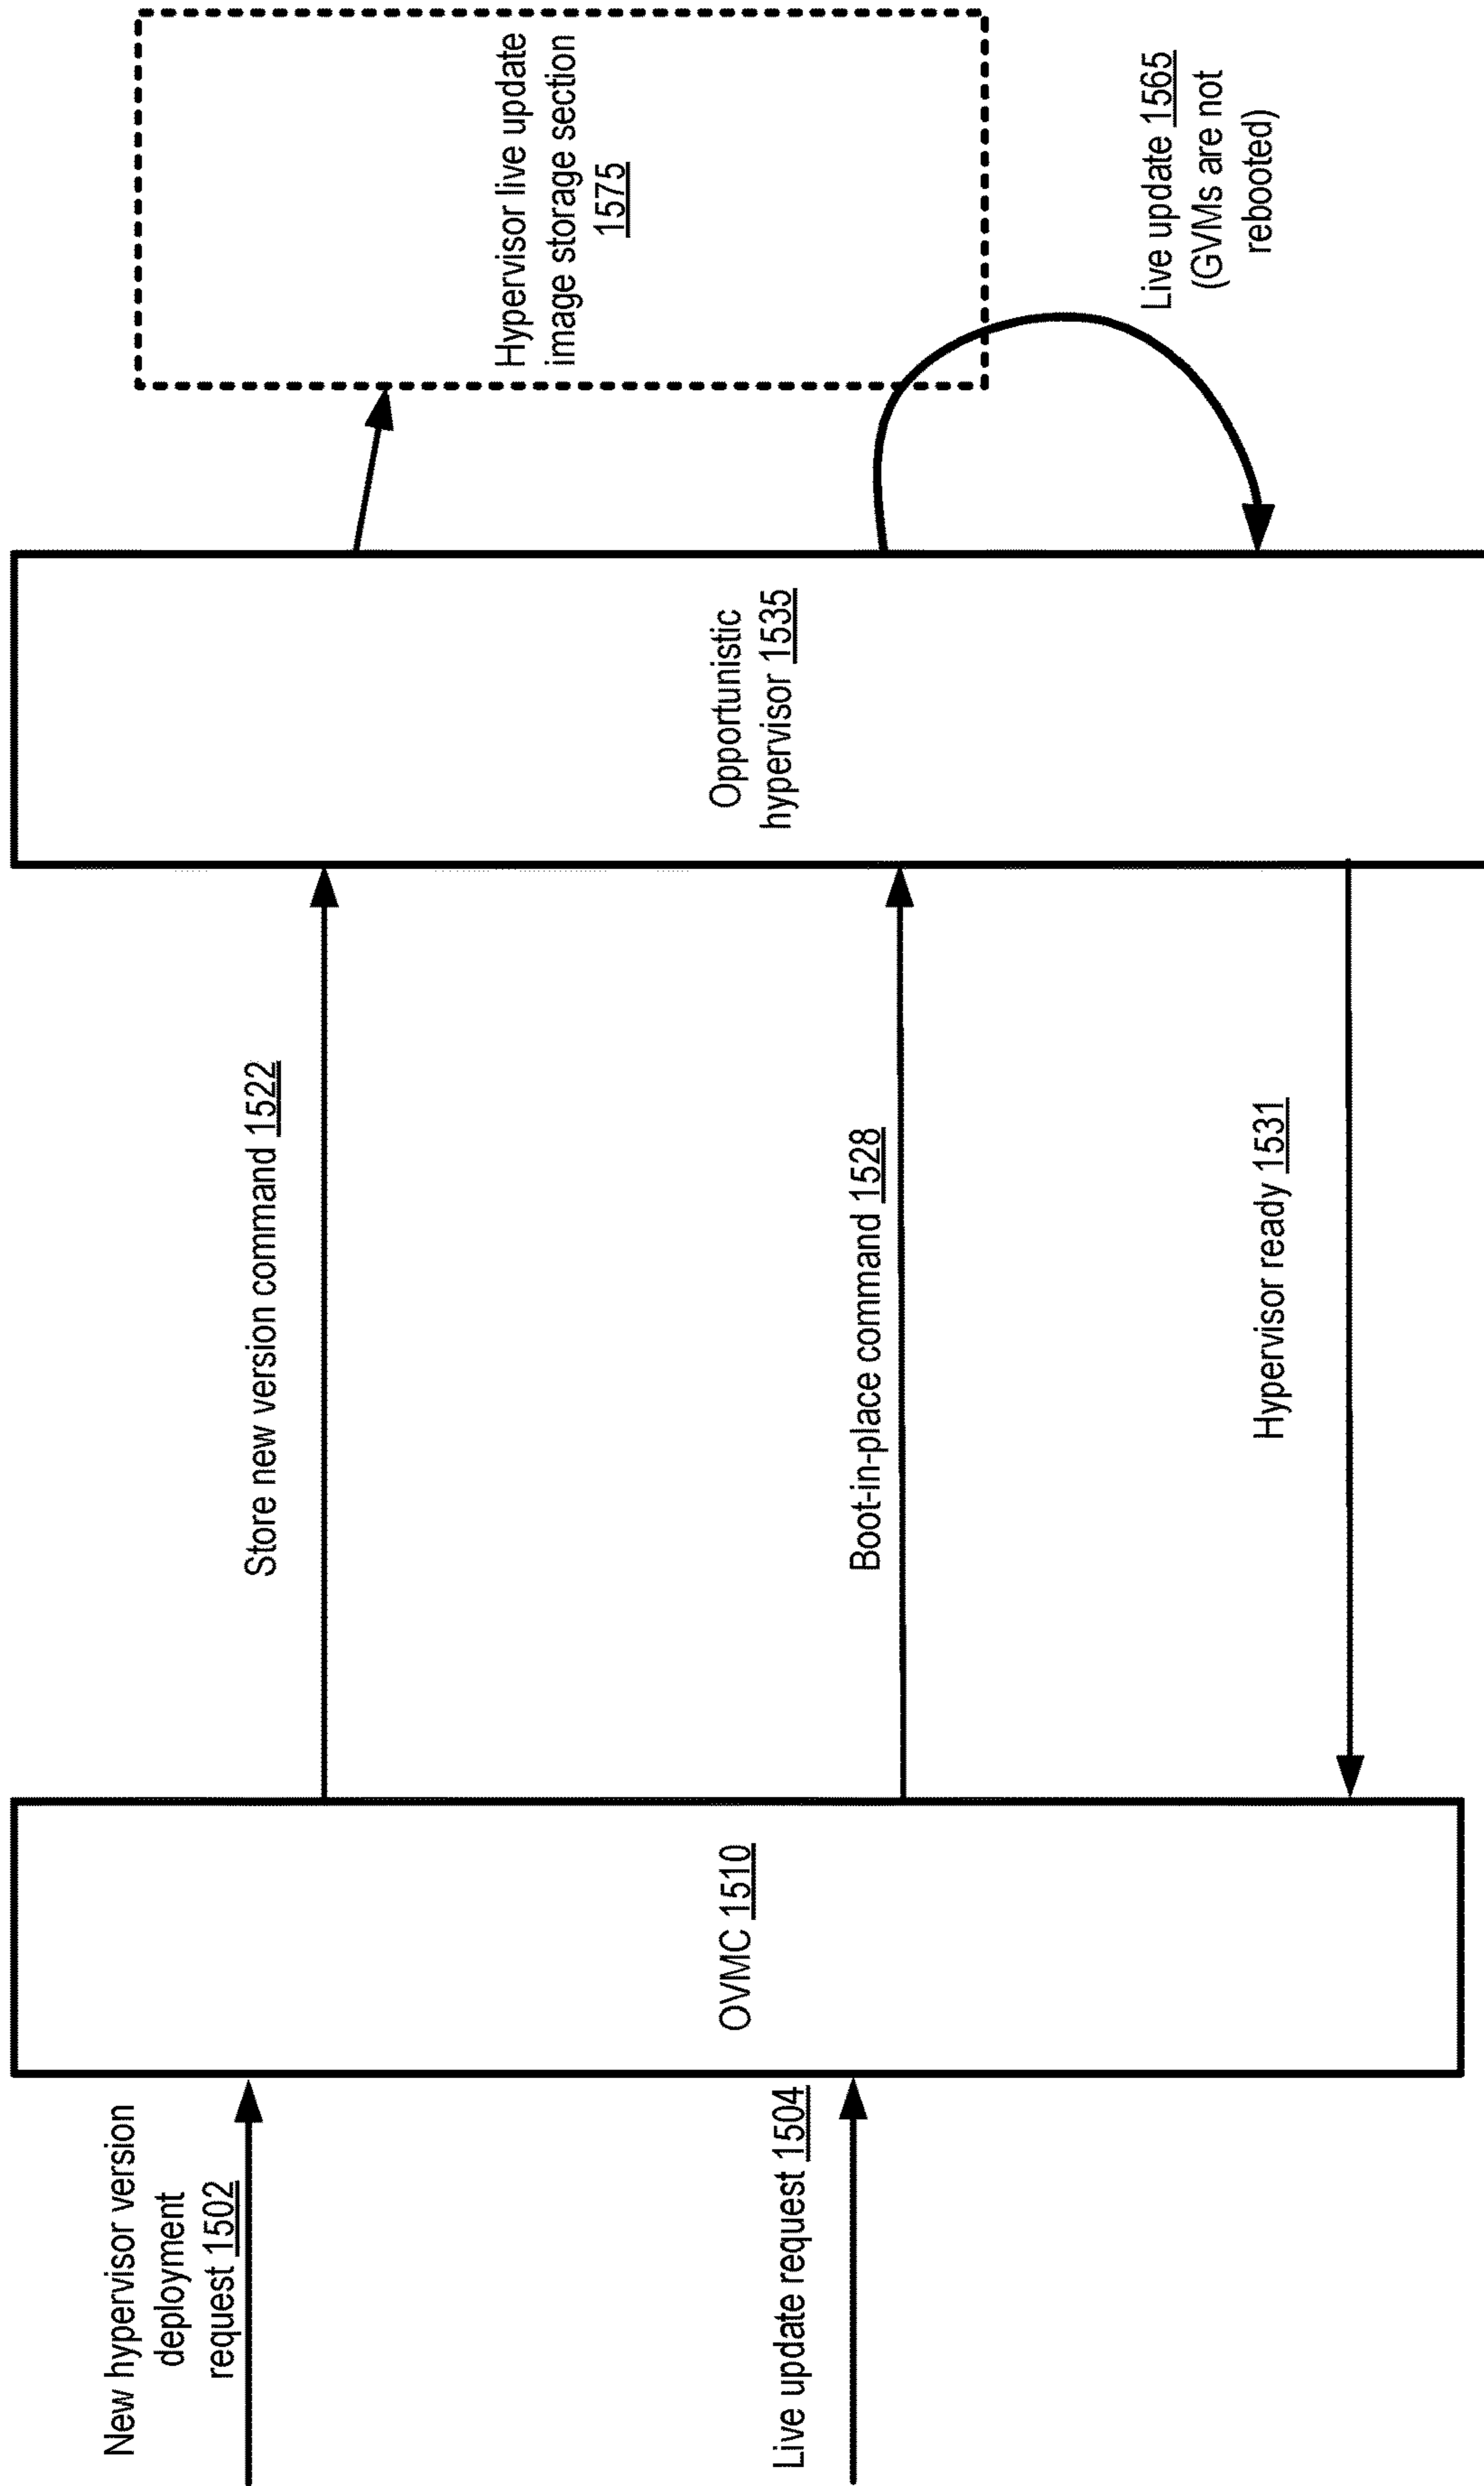 New hypervisor version
deployment
request 1502
Live update request 1504
OVMC 1510
Store new version command 1522
Boot-in-place command 1528
Hypervisor ready 1531
Opportunistic
hypervisor 1535
Hypervisor live update
image storage section
1575
Live update 1565
(GVMs are not
rebooted)